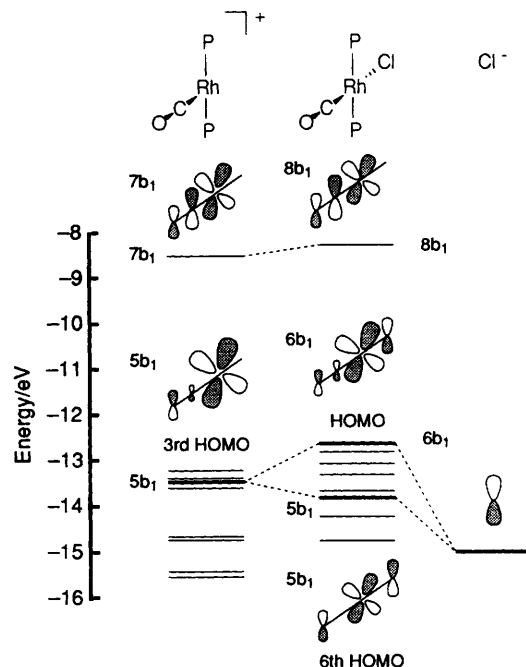 P
Rh
C
O
P
+
P
Cl
Rh
C
O
P
Cl⁻
7b₁
8b₁
−8
7b₁
8b₁
−9
−10
5b₁
6b₁
−11
Energy/eV
−12
3rd HOMO
HOMO
6b₁
−13
5b₁
−14
5b₁
−15
5b₁
−16
6th HOMO